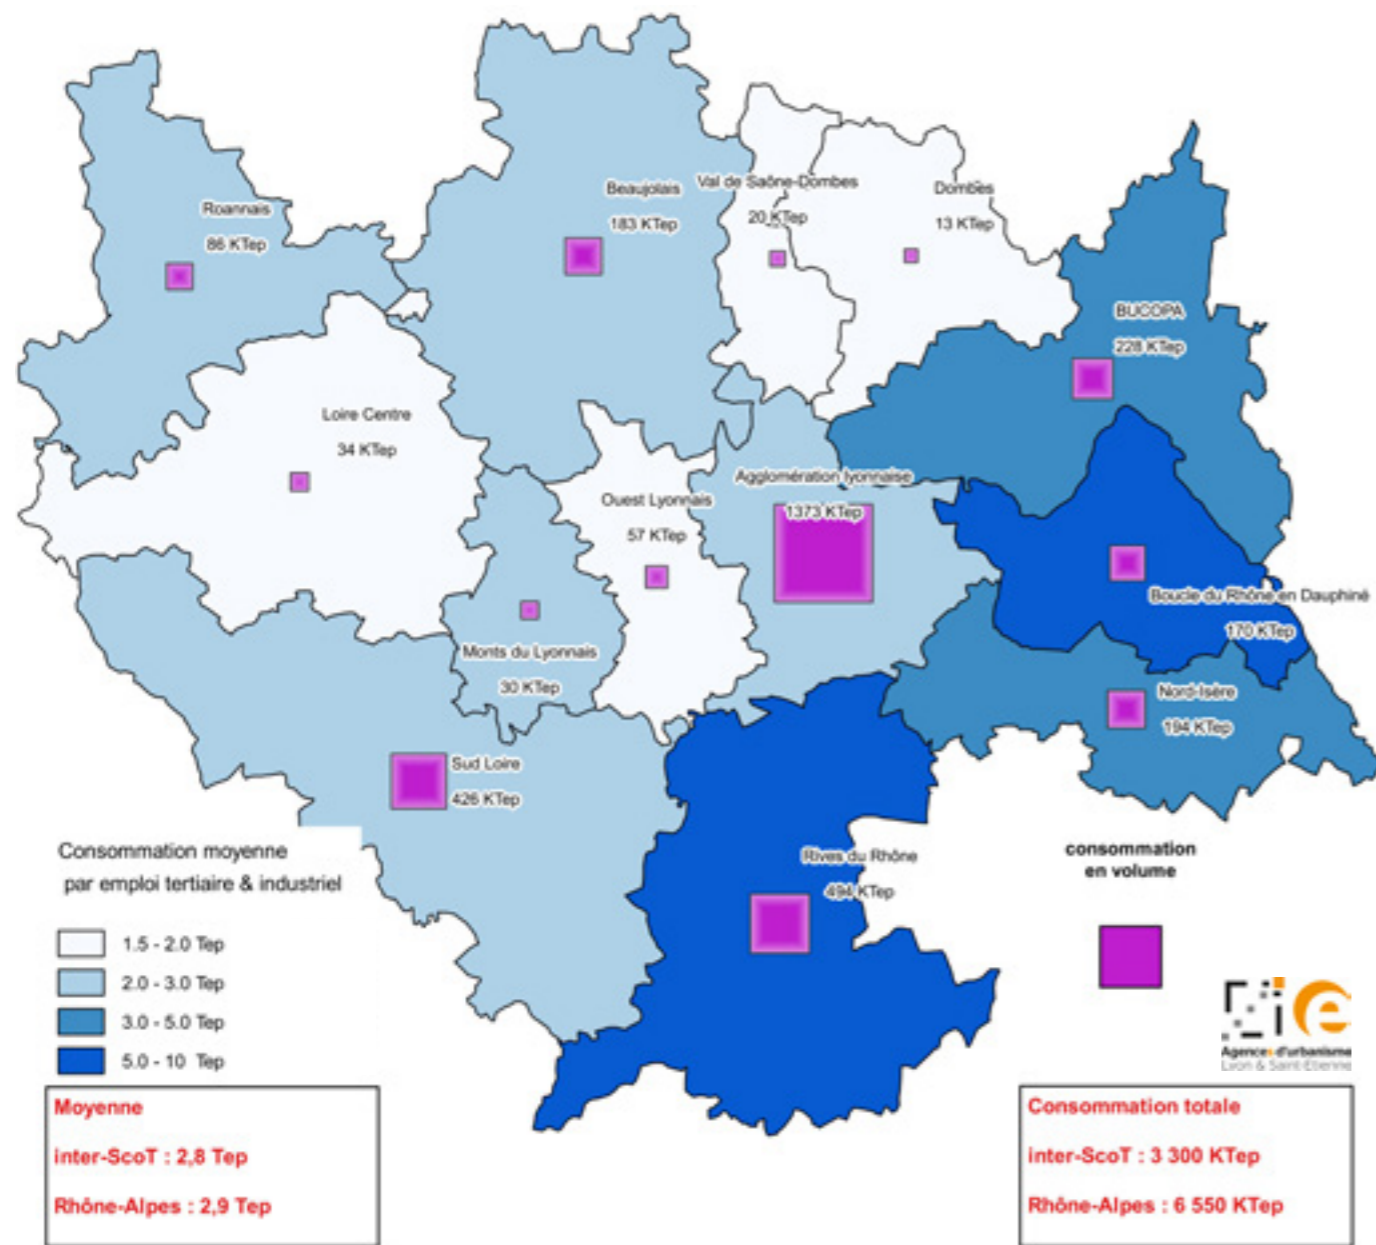 Beaujolais
183 KTep
Val de Saône-Dombes
20 KTep
Dombes
13 KTep
Roannais
86 KTep
BUCOPA
228 KTep
Loire Centre
34 KTep
Agglomération lyonnaise
1373 KTep
Ouest Lyonnais
57 KTep
Boucle du Rhône en Dauphiné
170 KTep
Monts du Lyonnais
30 KTep
Nord-Isère
194 KTep
Sud Loire
426 KTep
Rives du Rhône
494 KTep
Consommation moyenne
par emploi tertiaire & industriel
1.5 - 2.0 Tep
2.0 - 3.0 Tep
3.0 - 5.0 Tep
5.0 - 10 Tep
consommation
en volume
Agences d'urbanisme
Lyon & Saint-Etienne
Moyenne
inter-ScoT : 2,8 Tep
Rhône-Alpes : 2,9 Tep
Consommation totale
inter-ScoT : 3 300 KTep
Rhône-Alpes : 6 550 KTep